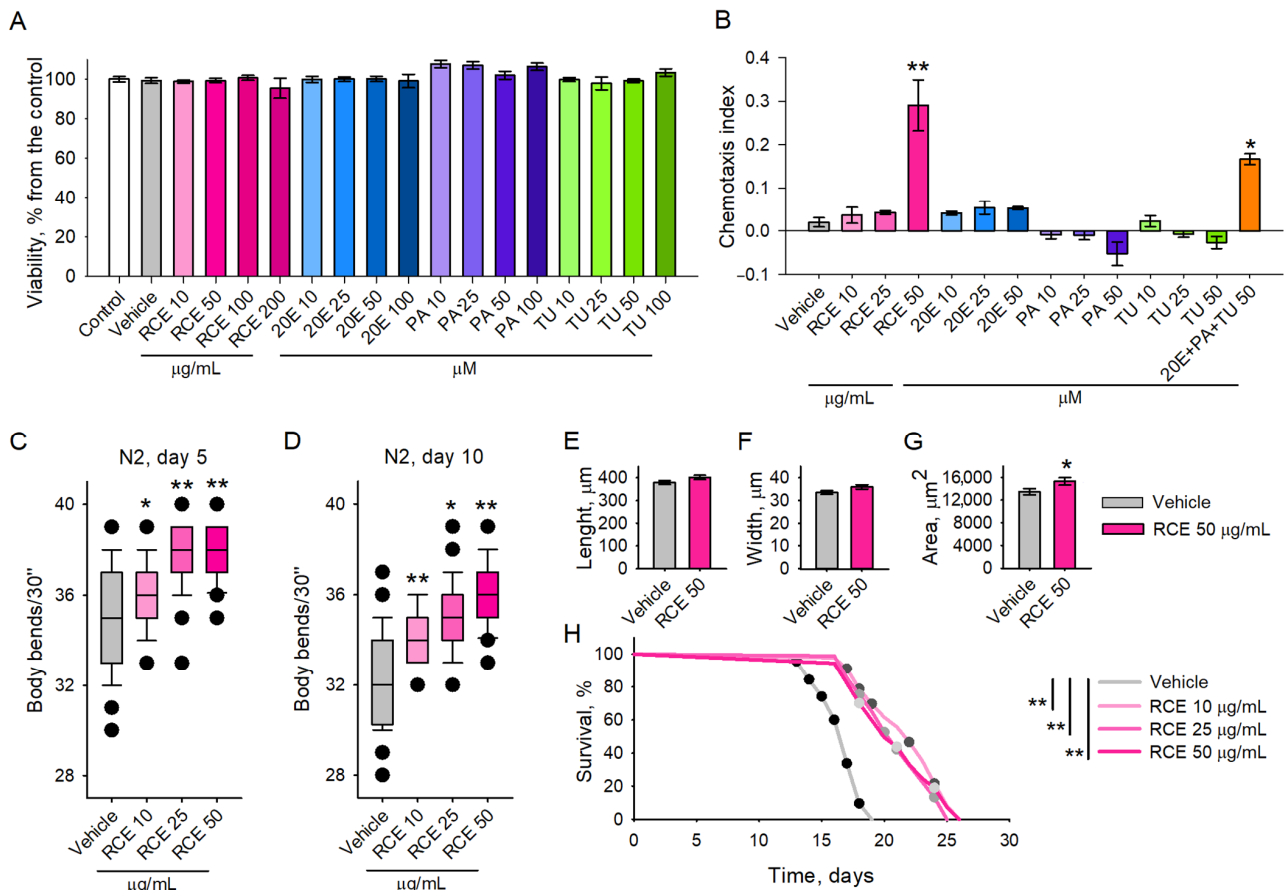 A
Viability, % from the control
100
80
60
40
20
0
Control
Vehicle
RCE 10
RCE 50
RCE 100
RCE 200
20E 10
20E 25
20E 50
20E 100
PA 10
PA25
PA 50
PA 100
TU 10
TU 25
TU 50
TU 100
μg/mL
μM
B
Chemotaxis index
0.4
0.3
0.2
0.1
0.0
–0.1
**
*
Vehicle
RCE 10
RCE 25
RCE 50
20E 10
20E 25
20E 50
PA 10
PA 25
PA 50
TU 10
TU 25
TU 50
20E+PA+TU 50
μg/mL
μM
C
N2, day 5
Body bends/30"
40
36
32
28
*
**
**
Vehicle
RCE 10
RCE 25
RCE 50
μg/mL
D
N2, day 10
Body bends/30"
40
36
32
28
**
*
**
Vehicle
RCE 10
RCE 25
RCE 50
μg/mL
E
Lenght, μm
400
300
200
100
0
Vehicle
RCE 50
F
Width, μm
40
30
20
10
0
Vehicle
RCE 50
G
Area, μm2
16,000
12,000
8000
4000
0
*
Vehicle
RCE 50
Vehicle
RCE 50 μg/mL
H
Survival, %
100
80
60
40
20
0
0 5 10 15 20 25 30
Time, days
**
**
**
Vehicle
RCE 10 μg/mL
RCE 25 μg/mL
RCE 50 μg/mL